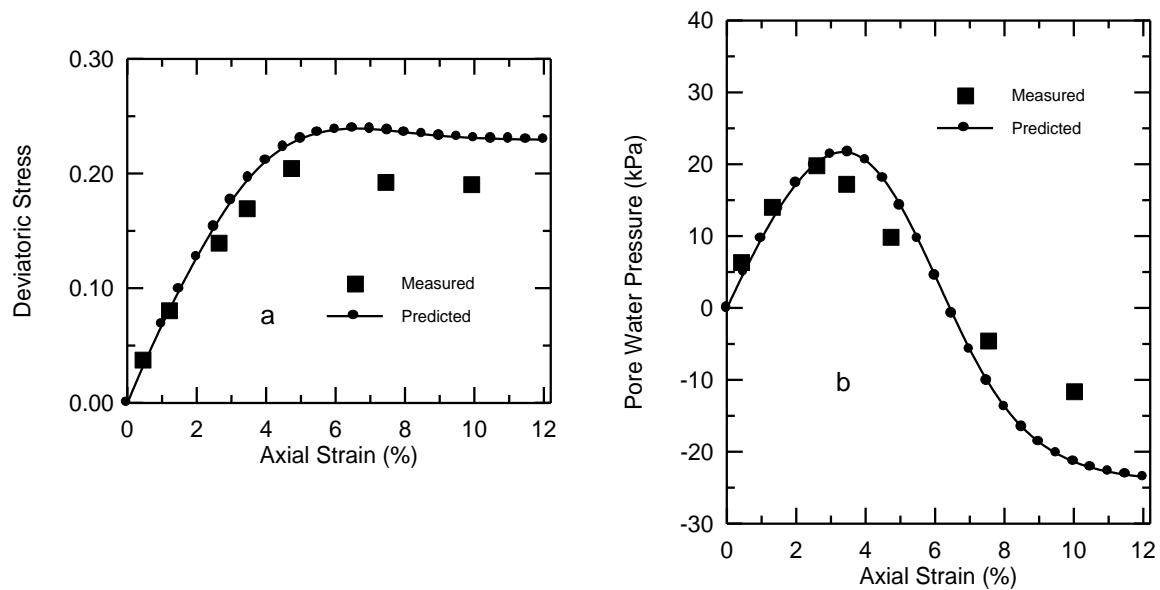 0.30
0.20
0.10
0.00
Deviatoric Stress
Measured
Predicted
a
0 2 4 6 8 10 12
Axial Strain (%)
40
30
20
10
0
-10
-20
-30
Pore Water Pressure (kPa)
Measured
Predicted
b
0 2 4 6 8 10 12
Axial Strain (%)